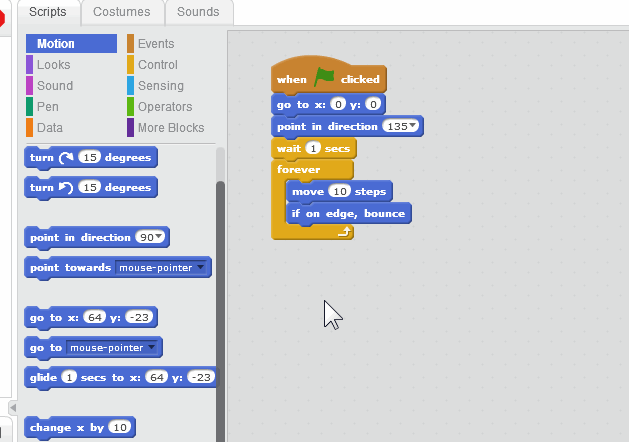 Scripts Costumes Sounds
Motion Events
Looks Control
Sound Sensing
Pen Operators
Data More Blocks
turn 15 degrees
turn 15 degrees
point in direction 90
point towards mouse-pointer
go to x: 64 y: -23
go to mouse-pointer
glide 1 secs to x: 64 y: -23
change x by 10
when clicked
go to x: 0 y: 0
point in direction 135
wait 1 secs
forever
move 10 steps
if on edge, bounce